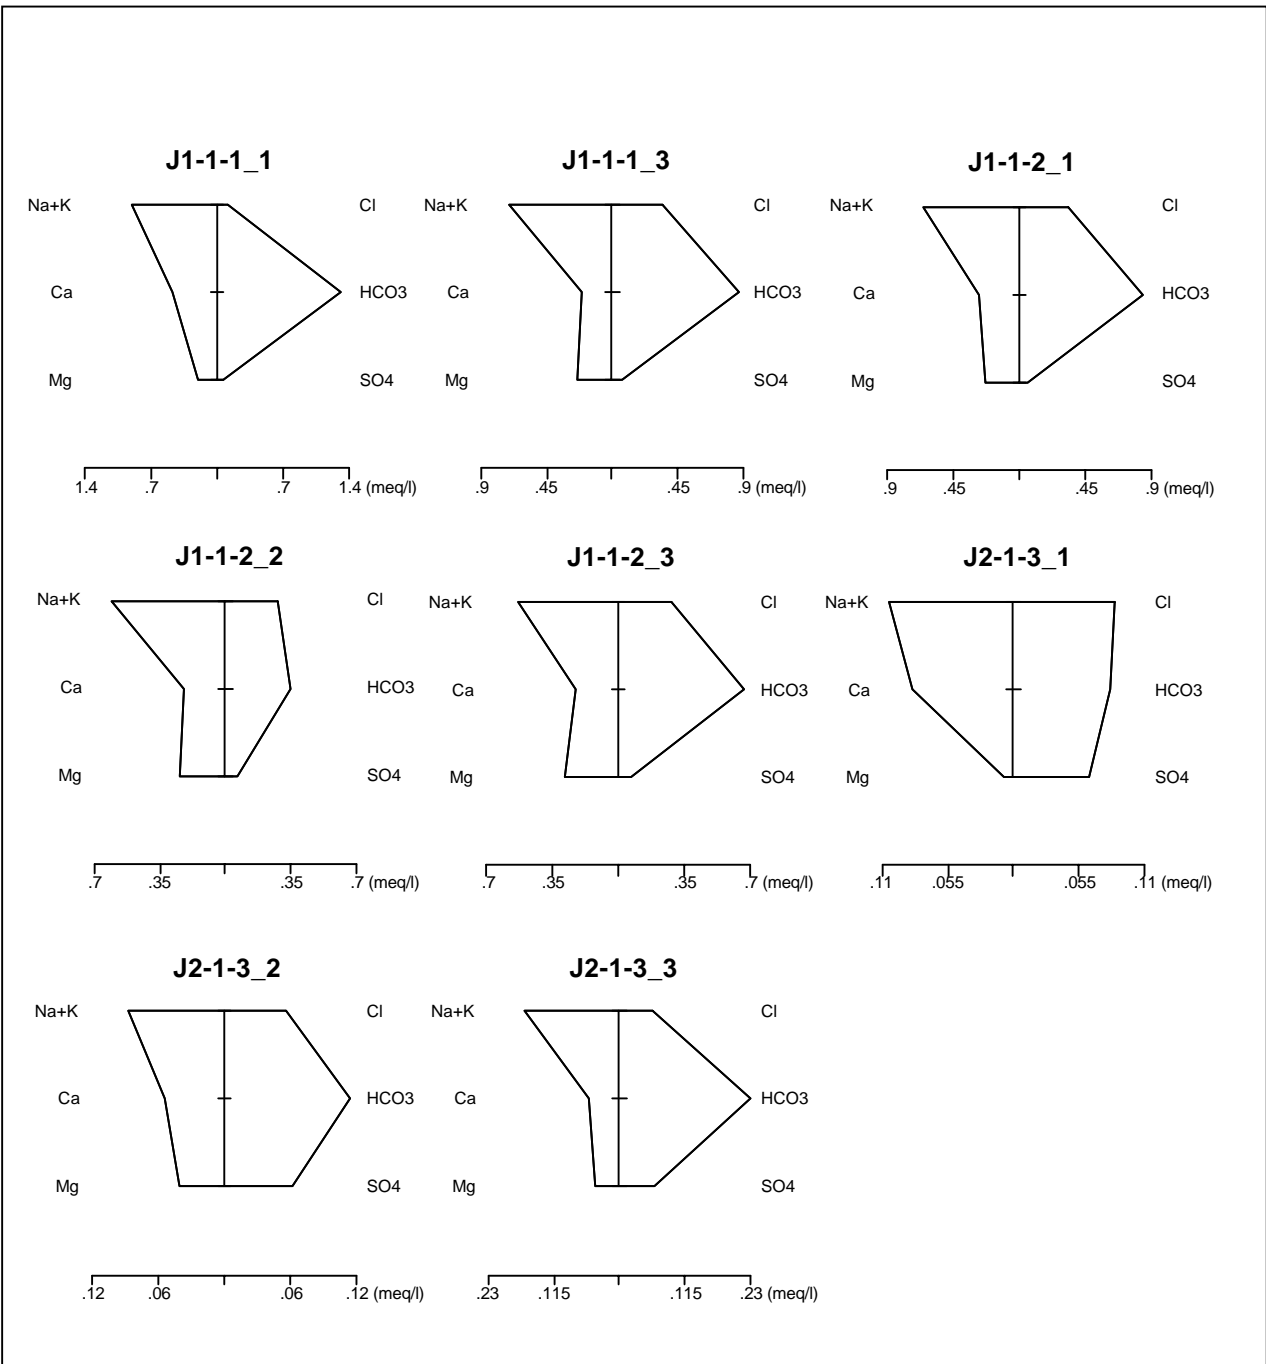 J1-1-1_1 J1-1-1_3 J1-1-2_1
Na+K Cl Na+K Cl Na+K Cl
Ca HCO3 Ca HCO3 Ca HCO3
Mg SO4 Mg SO4 Mg SO4
1.4 .7 .7 1.4 (meq/l) .9 .45 .45 .9 (meq/l) .9 .45 .45 .9 (meq/l)
J1-1-2_2 J1-1-2_3 J2-1-3_1
Na+K Cl Na+K Cl Na+K Cl
Ca HCO3 Ca HCO3 Ca HCO3
Mg SO4 Mg SO4 Mg SO4
.7 .35 .35 .7 (meq/l) .7 .35 .35 .7 (meq/l) .11 .055 .055 .11 (meq/l)
J2-1-3_2 J2-1-3_3
Na+K Cl Na+K Cl
Ca HCO3 Ca HCO3
Mg SO4 Mg SO4
.12 .06 .06 .12 (meq/l) .23 .115 .115 .23 (meq/l)